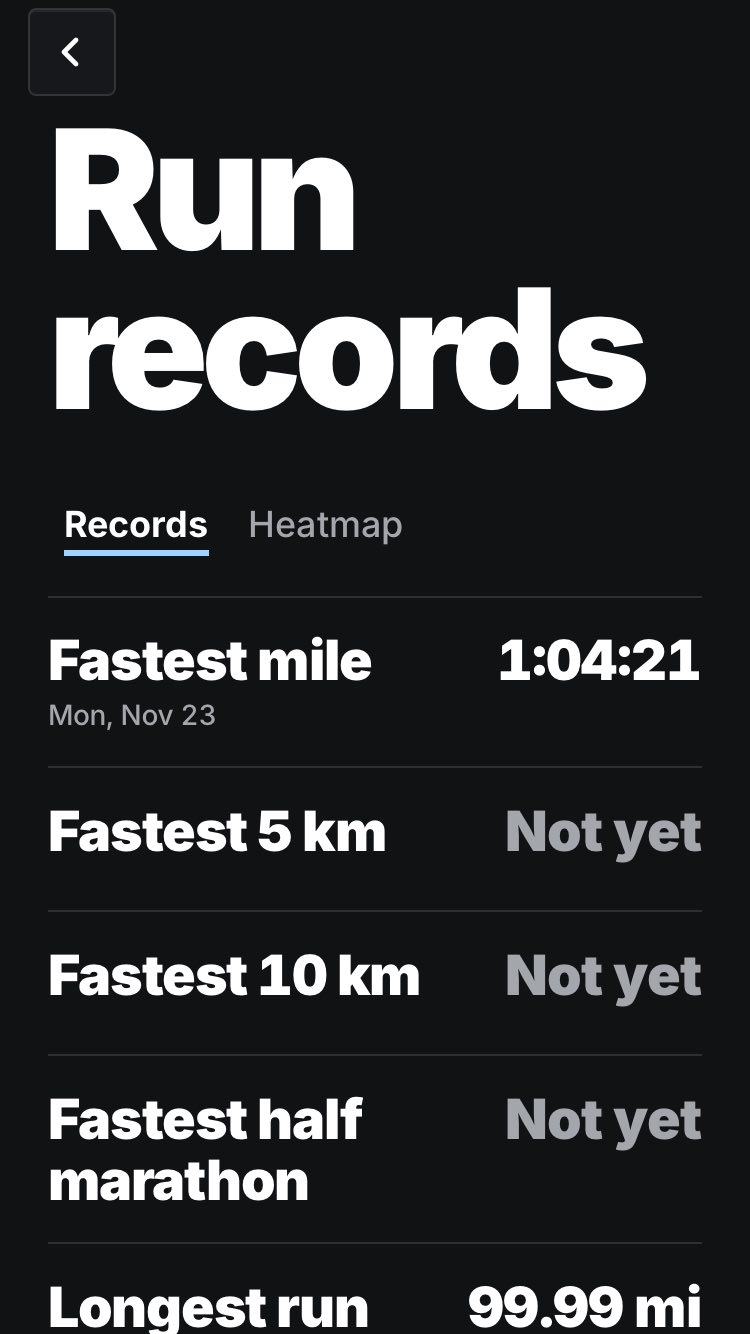 Run
records
Records Heatmap
Fastest mile 1:04:21
Mon, Nov 23
Fastest 5 km Not yet
Fastest 10 km Not yet
Fastest half Not yet
marathon
Longest run 99.99 mi